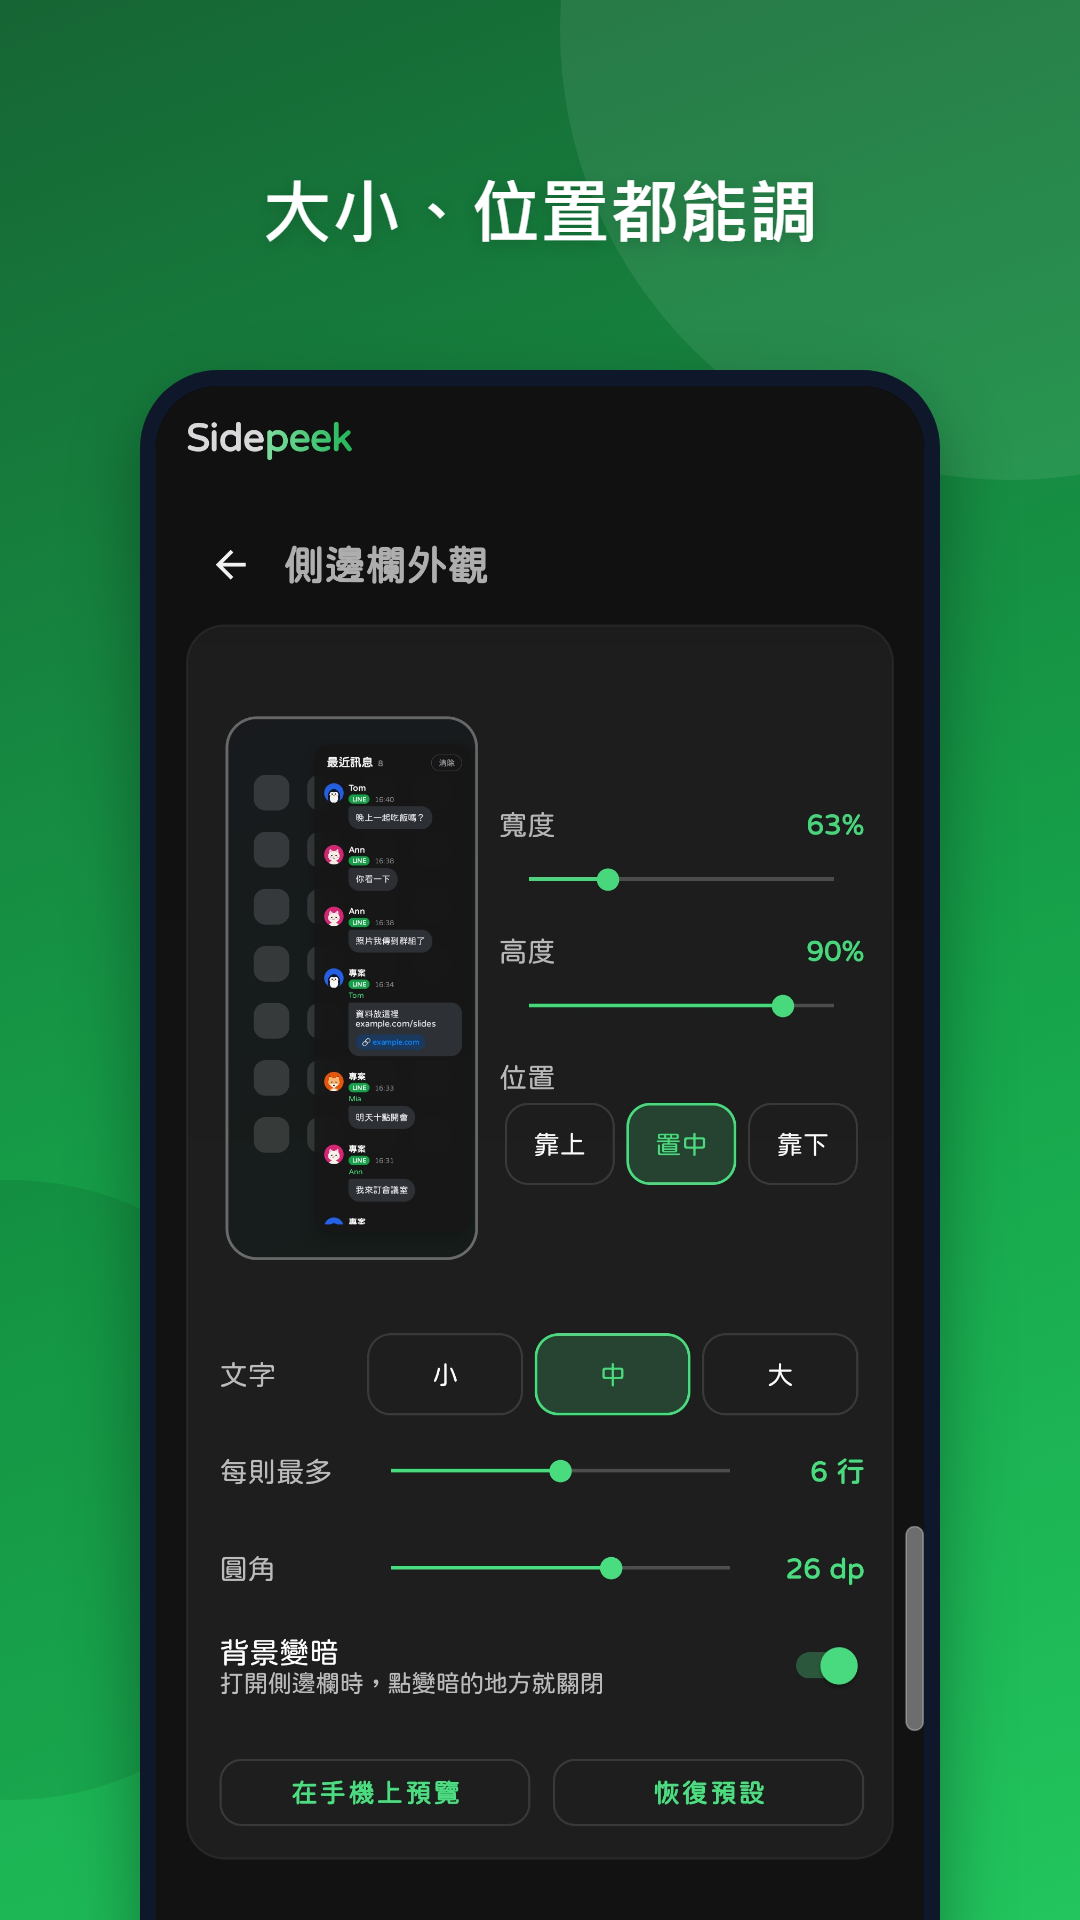 大小、位置都能調
Sidepeek
側邊欄外觀
最近訊息 8
清除
Tom
LINE 16:40
晚上一起吃飯嗎？
Ann
LINE 16:38
你看一下
Ann
LINE 16:38
照片我傳到群組了
專案
LINE 16:34
Tom
資料放這裡
example.com/slides
example.com
專案
LINE 16:33
Mia
明天十點開會
專案
LINE 16:31
Ann
我來訂會議室
專案
寬度 63%
高度 90%
位置
靠上 置中 靠下
文字 小 中 大
每則最多 6 行
圓角 26 dp
背景變暗
打開側邊欄時，點變暗的地方就關閉
在手機上預覽 恢復預設